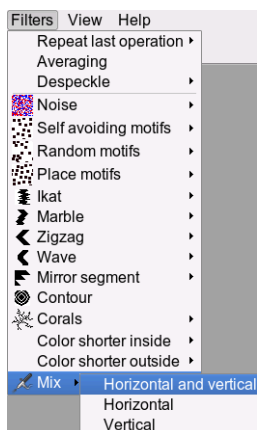 Filters View Help
Repeat last operation
Averaging
Despeckle
Noise
Self avoiding motifs
Random motifs
Place motifs
Ikat
Marble
Zigzag
Wave
Mirror segment
Contour
Corals
Color shorter inside
Color shorter outside
Mix Horizontal and vertical
Horizontal
Vertical